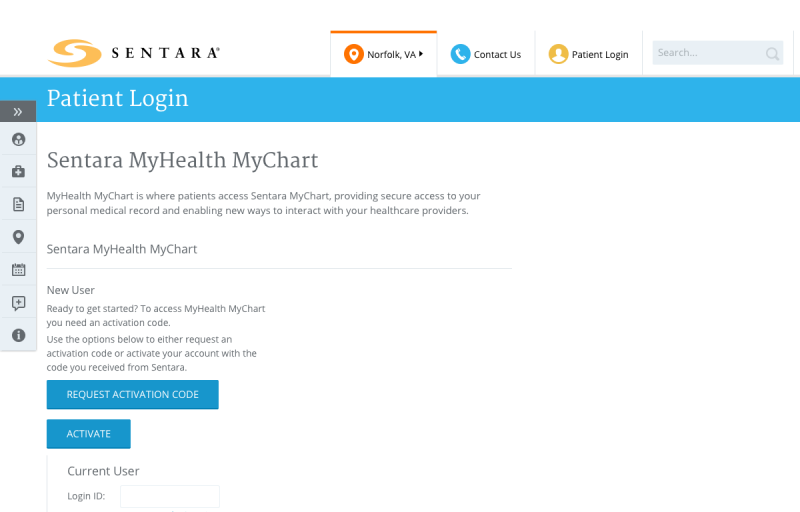 SENTARA®
Norfolk, VA
Contact Us
Patient Login
Search...
Patient Login
Sentara MyHealth MyChart
MyHealth MyChart is where patients access Sentara MyChart, providing secure access to your
personal medical record and enabling new ways to interact with your healthcare providers.
Sentara MyHealth MyChart
New User
Ready to get started? To access MyHealth MyChart
you need an activation code.
Use the options below to either request an
activation code or activate your account with the
code you received from Sentara.
REQUEST ACTIVATION CODE
ACTIVATE
Current User
Login ID: